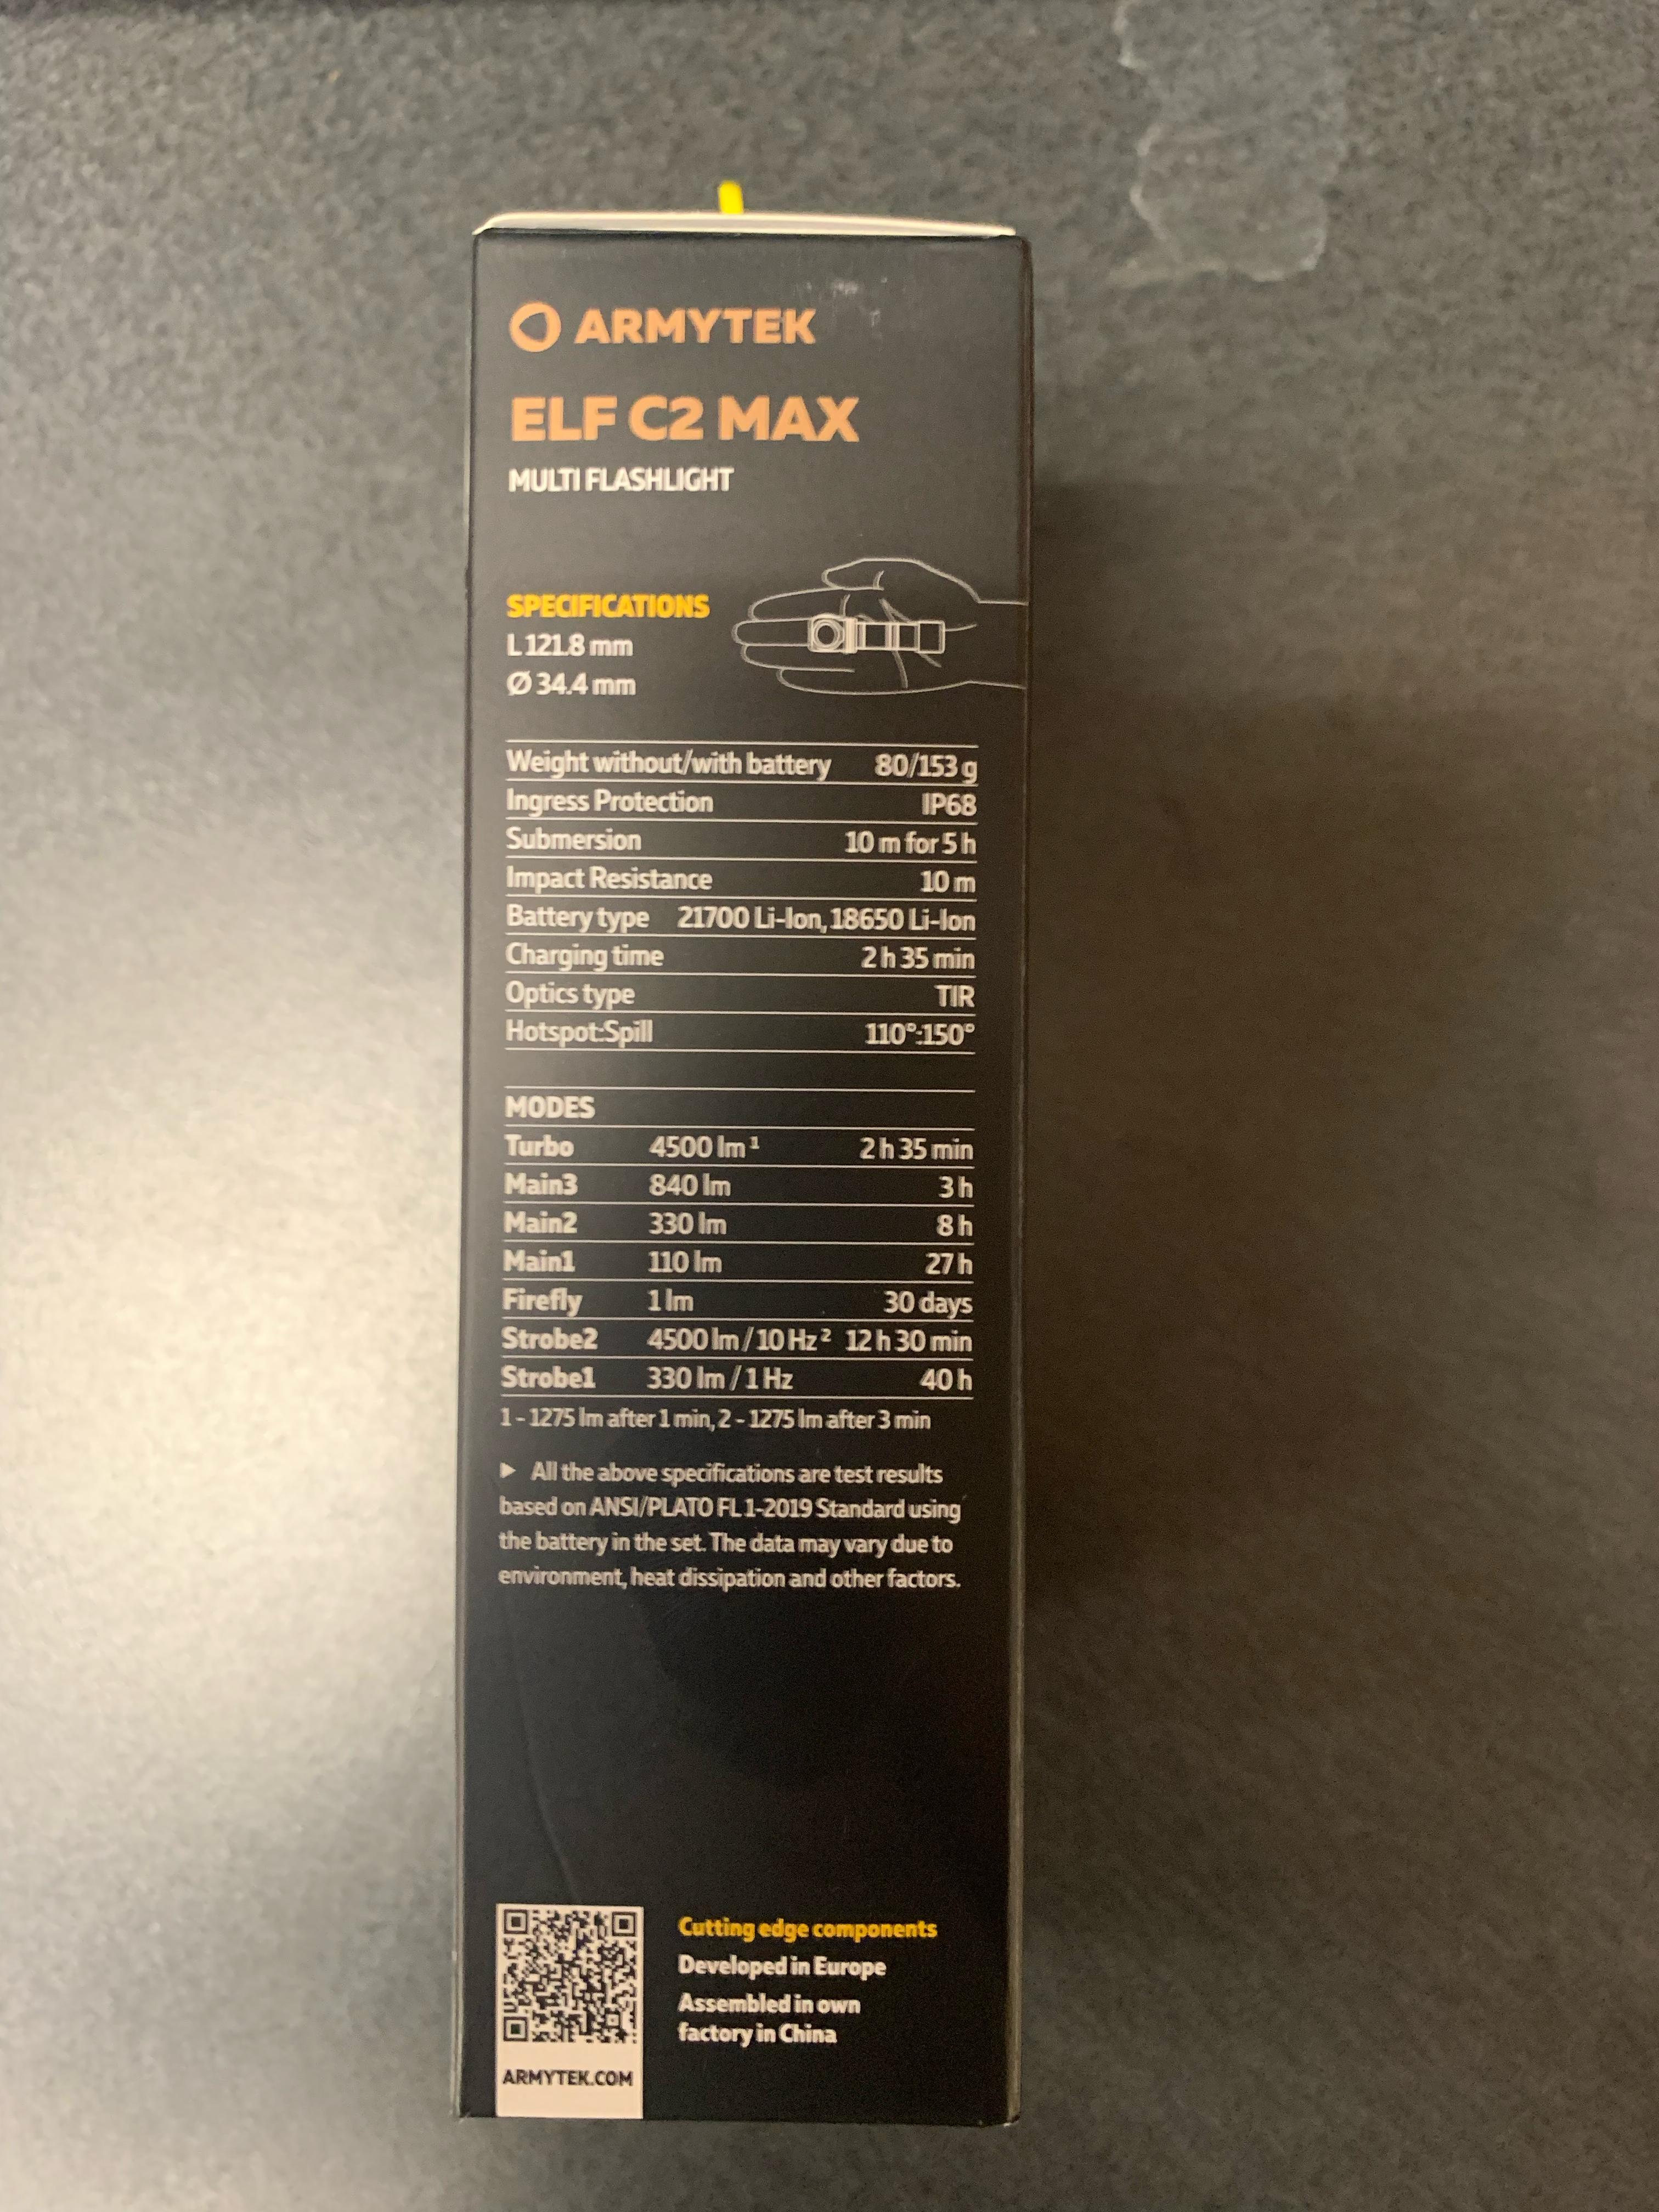 ARMYTEK
ELF C2 MAX
MULTI FLASHLIGHT
SPECIFICATIONS
L 121.8 mm
Ø 34.4 mm
Weight without/with battery 80/153 g
Ingress Protection IP68
Submersion 10 m for 5 h
Impact Resistance 10 m
Battery type 21700 Li-Ion, 18650 Li-Ion
Charging time 2 h 35 min
Optics type TIR
Hotspot:Spill 110°:150°
MODES
Turbo 4500 lm¹ 2 h 35 min
Main3 840 lm 3 h
Main2 330 lm 8 h
Main1 110 lm 27 h
Firefly 1 lm 30 days
Strobe2 4500 lm / 10 Hz² 12 h 30 min
Strobe1 330 lm / 1 Hz 40 h
1 - 1275 lm after 1 min, 2 - 1275 lm after 3 min
► All the above specifications are test results
based on ANSI/PLATO FL 1-2019 Standard using
the battery in the set. The data may vary due to
environment, heat dissipation and other factors.
Cutting edge components
Developed in Europe
Assembled in own
factory in China
ARMYTEK.COM